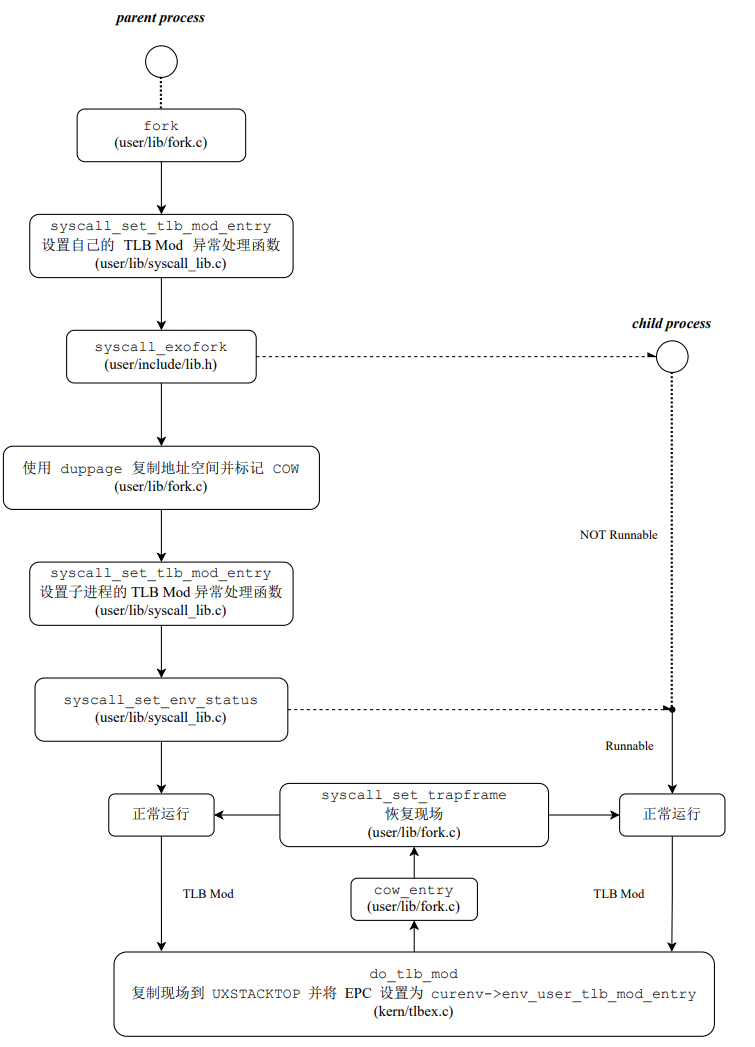 parent process
fork
(user/lib/fork.c)
syscall_set_tlb_mod_entry
设置自己的 TLB Mod 异常处理函数
(user/lib/syscall_lib.c)
child process
syscall_exofork
(user/include/lib.h)
使用 duppage 复制地址空间并标记 COW
(user/lib/fork.c)
NOT Runnable
syscall_set_tlb_mod_entry
设置子进程的 TLB Mod 异常处理函数
(user/lib/syscall_lib.c)
syscall_set_env_status
(user/lib/syscall_lib.c)
Runnable
正常运行
syscall_set_trapframe
恢复现场
(user/lib/fork.c)
正常运行
TLB Mod
cow_entry
(user/lib/fork.c)
TLB Mod
do_tlb_mod
复制现场到 UXSTACKTOP 并将 EPC 设置为 curenv->env_user_tlb_mod_entry
(kern/tlbex.c)